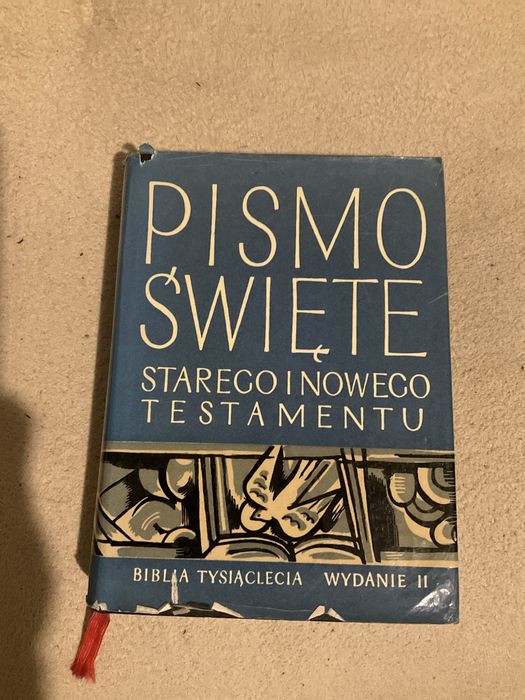 PISMO
ŚWIĘTE
STAREGO I NOWEGO
TESTAMENTU
BIBLIA TYSIĄCLECIA WYDANIE II